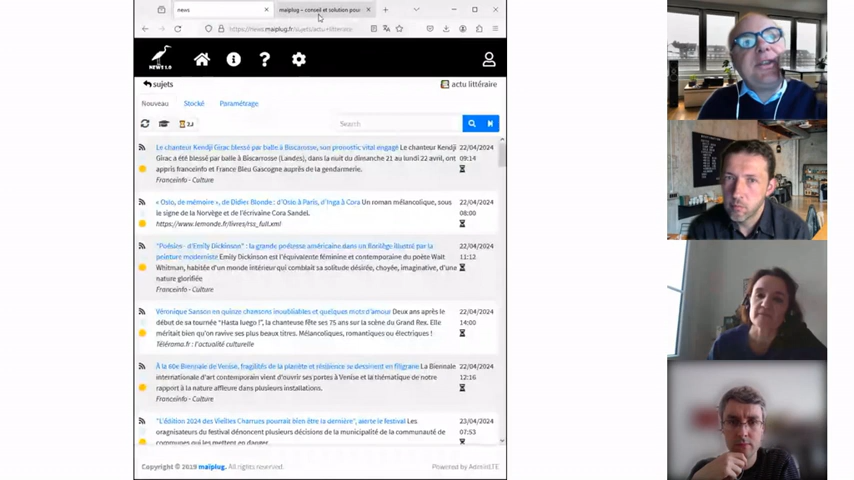 news
maïplug – conseil et solution pour
https://news.maiplug.fr/sujets/actu+litteraire
NEWS 1.0
sujets
actu littéraire
Nouveau Stocké Paramétrage
Search
Le chanteur Kendji Girac blessé par balle à Biscarrosse, son pronostic vital engagé Le chanteur Kendji 22/04/2024
Girac a été blessé par balle à Biscarrosse (Landes), dans la nuit du dimanche 21 au lundi 22 avril, ont 09:14
appris franceinfo et France Bleu Gascogne auprès de la gendarmerie.
Franceinfo - Culture
« Oslo, de mémoire », de Didier Blonde : d'Oslo à Paris, d'Inga à Cora Un roman mélancolique, sous 22/04/2024
le signe de la Norvège et de l'écrivaine Cora Sandel. 08:00
https://www.lemonde.fr/livres/rss_full.xml
"Poésies - d'Emily Dickinson" : la grande poétesse américaine dans un florilège illustré par la 22/04/2024
peinture moderniste Emily Dickinson est l'équivalente féminine et contemporaine du poète Walt 11:12
Whitman, habitée d'un monde intérieur qui comblait sa solitude désirée, choyée, imaginative, d'une
nature glorifiée
Franceinfo - Culture
Véronique Sanson en quinze chansons inoubliables et quelques mots d'amour Deux ans après le 22/04/2024
début de sa tournée "Hasta luego !", la chanteuse fête ses 75 ans sur la scène du Grand Rex. Elle 14:00
méritait bien qu'on ravive ses plus beaux titres. Mélancoliques, romantiques ou électriques !
Télérama.fr : l'actualité culturelle
À la 60e Biennale de Venise, fragilités de la planète et résilience se dessinent en filigrane La Biennale 22/04/2024
internationale d'art contemporain vient d'ouvrir ses portes à Venise et la thématique de notre 12:16
rapport à la nature affleure dans plusieurs installations.
Franceinfo - Culture
"L'édition 2024 des Vieilles Charrues pourrait bien être la dernière", alerte le festival Les 23/04/2024
oragnisateurs du festival dénoncent plusieurs décisions de la municipalité de la communauté de 07:53
communes qui les mettent en danger.
Copyright © 2019 maïplug. All rights reserved. Powered by AdminLTE